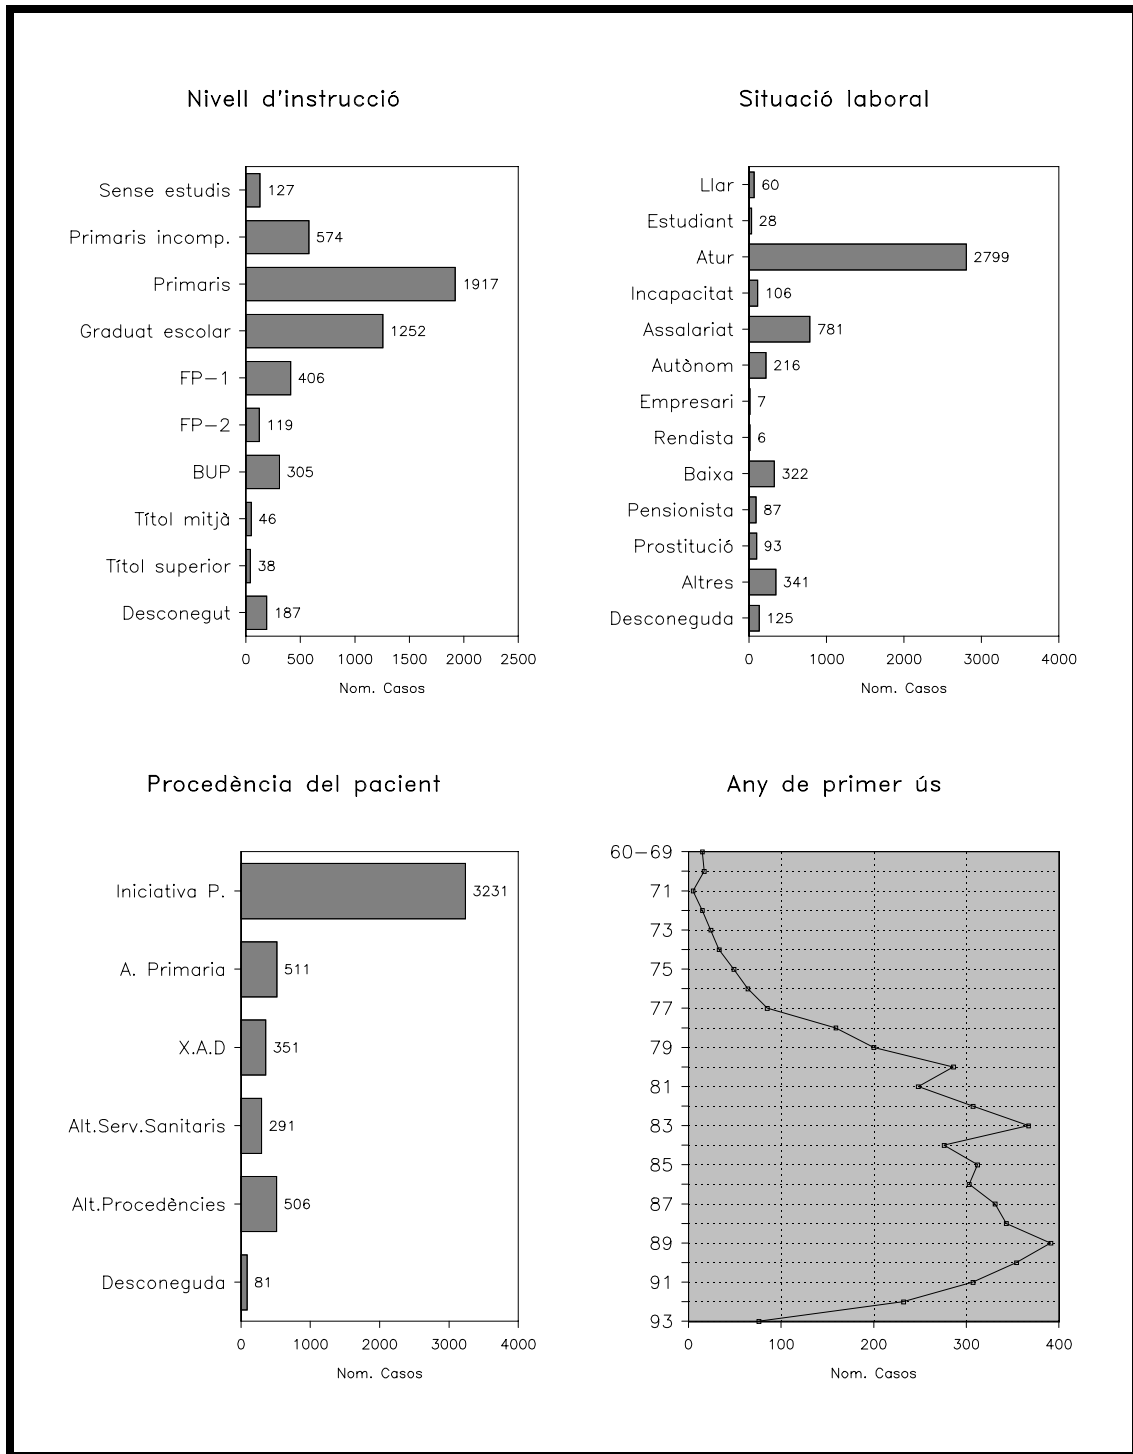 Nivell d'instrucció
Sense estudis 127
Primaris incomp. 574
Primaris 1917
Graduat escolar 1252
FP-1 406
FP-2 119
BUP 305
Títol mitjà 46
Títol superior 38
Desconegut 187
0 500 1000 1500 2000 2500
Nom. Casos
Situació laboral
Llar 60
Estudiant 28
Atur 2799
Incapacitat 106
Assalariat 781
Autònom 216
Empresari 7
Rendista 6
Baixa 322
Pensionista 87
Prostitució 93
Altres 341
Desconeguda 125
0 1000 2000 3000 4000
Nom. Casos
Procedència del pacient
Iniciativa P. 3231
A. Primaria 511
X.A.D 351
Alt.Serv.Sanitaris 291
Alt.Procedències 506
Desconeguda 81
0 1000 2000 3000 4000
Nom. Casos
Any de primer ús
60-69
71
73
75
77
79
81
83
85
87
89
91
93
0 100 200 300 400
Nom. Casos